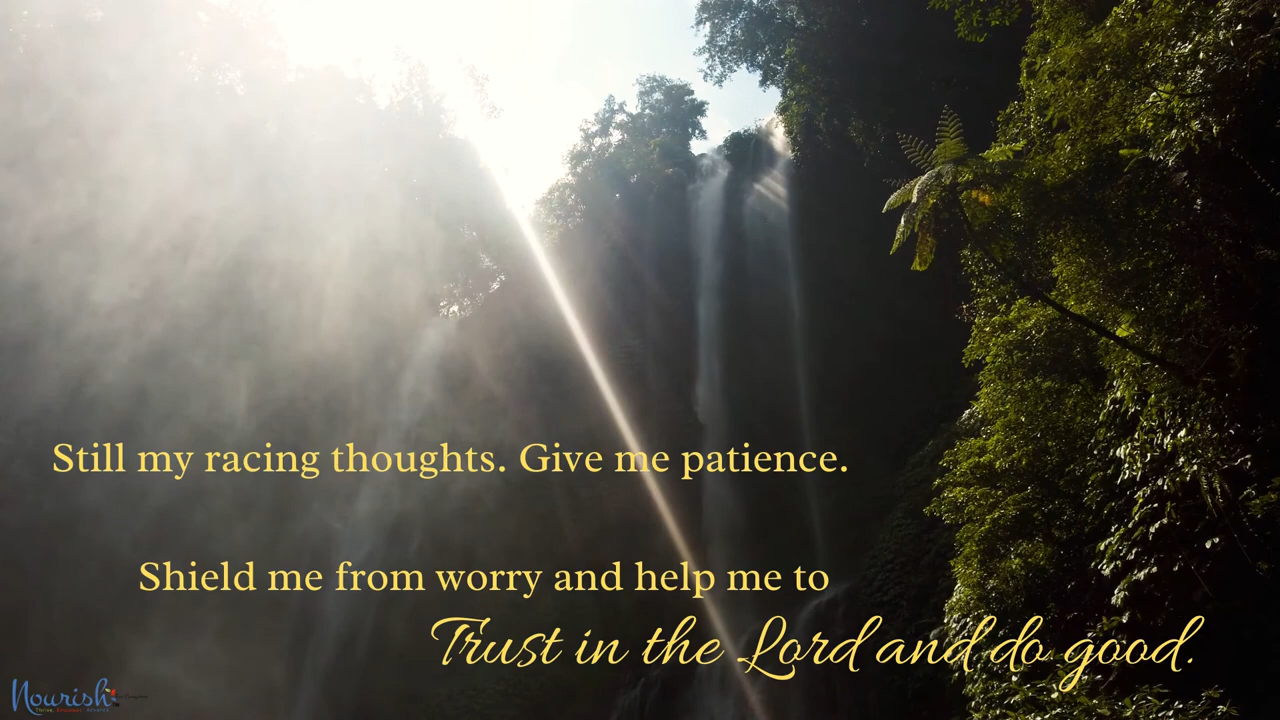 Still my racing thoughts. Give me patience.
Shield me from worry and help me to
Trust in the Lord and do good.
Nourish